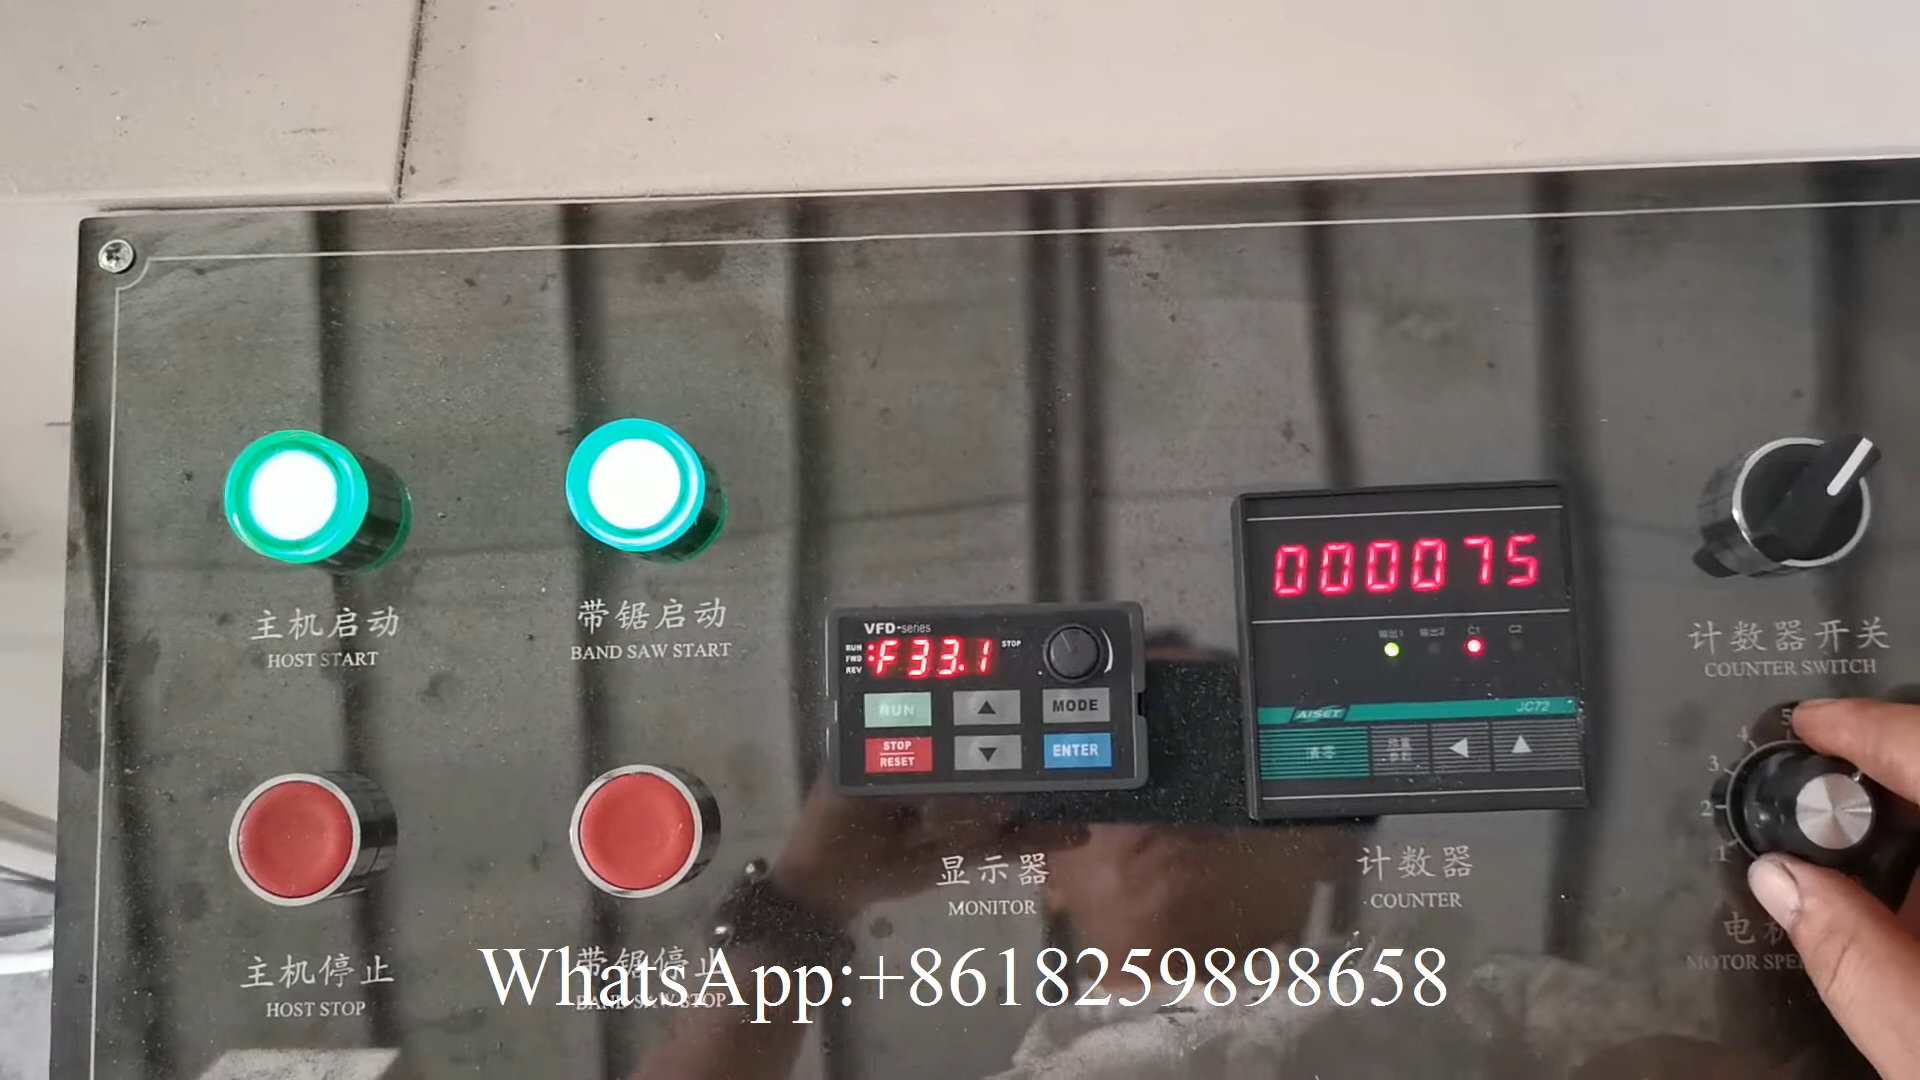 主机启动
HOST START
带锯启动
BAND SAW START
VFD-series
RUN
FWD
REV
F33.1
STOP
RUN
▲
MODE
STOP
RESET
▼
ENTER
显示器
MONITOR
000075
输出1
输出2
C1
C2
AISET
JC72
清零
◀
▲
计数器
COUNTER
计数器开关
COUNTER SWITCH
5
4
3
2
1
电机
MOTOR SPE
主机停止
HOST STOP
带锯停止
BAND SAW STOP
WhatsApp:+8618259898658